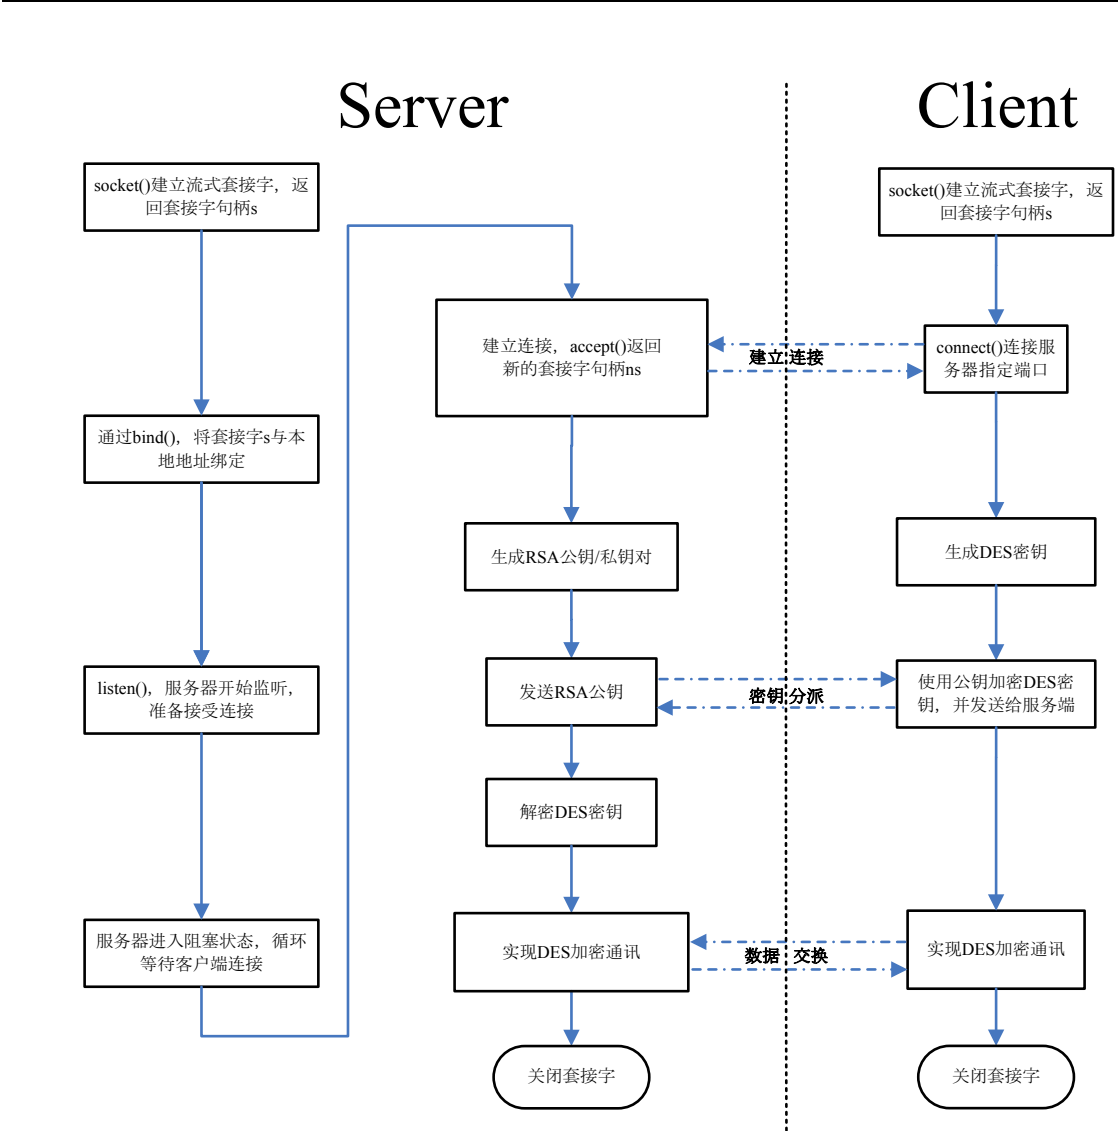 Server
Client
socket()建立流式套接字，返
回套接字句柄s
通过bind()，将套接字s与本
地地址绑定
listen()，服务器开始监听，
准备接受连接
服务器进入阻塞状态，循环
等待客户端连接
建立连接，accept()返回
新的套接字句柄ns
生成RSA公钥/私钥对
发送RSA公钥
解密DES密钥
实现DES加密通讯
关闭套接字
建立 连接
密钥 分派
数据 交换
socket()建立流式套接字，返
回套接字句柄s
connect()连接服
务器指定端口
生成DES密钥
使用公钥加密DES密
钥，并发送给服务端
实现DES加密通讯
关闭套接字